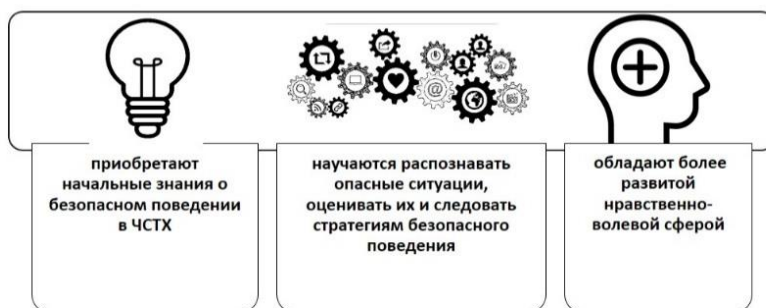 приобретают
начальные знания о
безопасном поведении
в ЧСТХ
научаются распознавать
опасные ситуации,
оценивать их и следовать
стратегиям безопасного
поведения
обладают более
развитой
нравственно-
волевой сферой